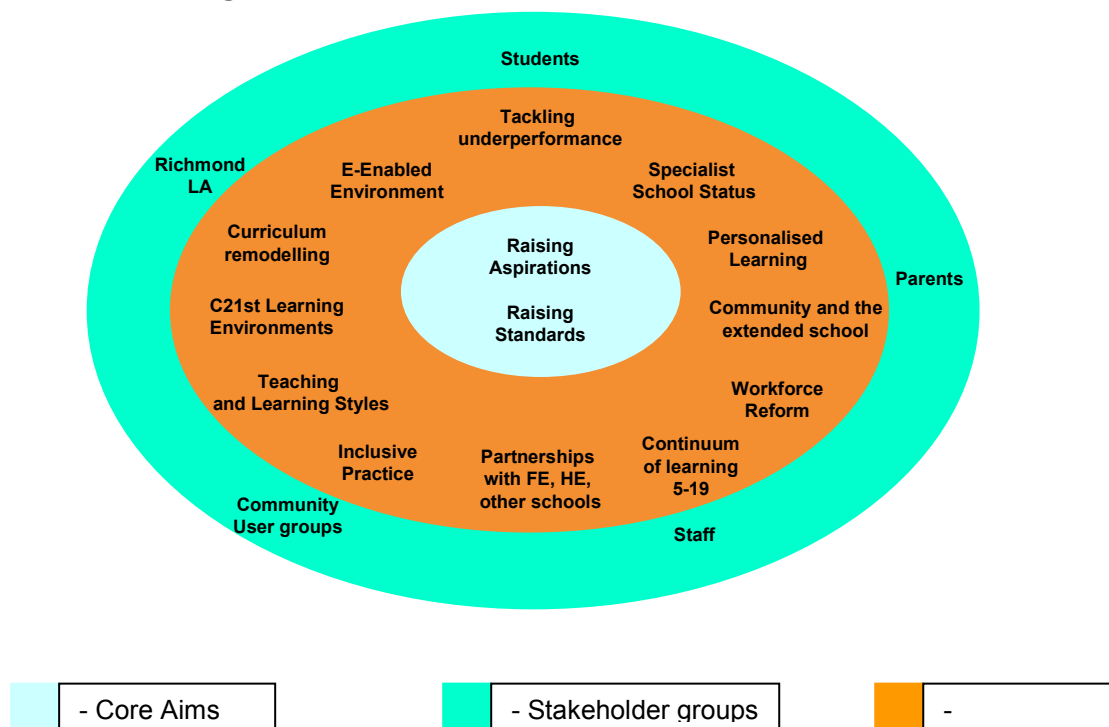 Students
Tackling
underperformance
Richmond
LA
E-Enabled
Environment
Specialist
School Status
Curriculum
remodelling
Raising
Aspirations
Personalised
Learning
Parents
C21st Learning
Environments
Raising
Standards
Community and the
extended school
Teaching
and Learning Styles
Workforce
Reform
Inclusive
Practice
Partnerships
with FE, HE,
other schools
Continuum
of learning
5-19
Community
User groups
Staff
- Core Aims
- Stakeholder groups
-